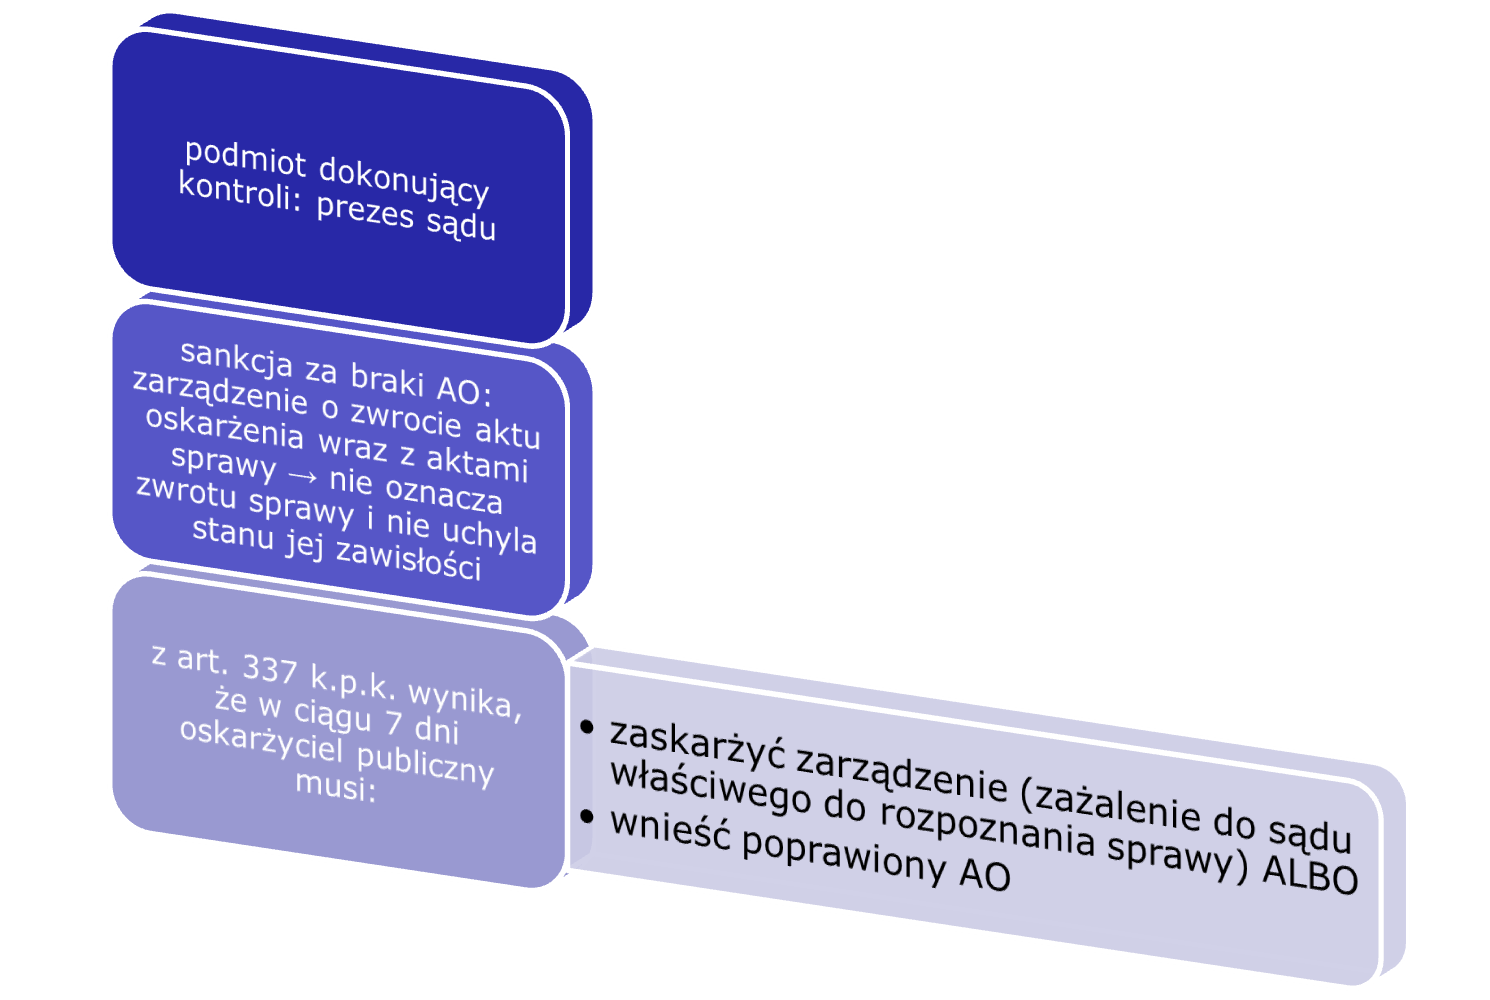 podmiot dokonujący
kontroli: prezes sądu
sankcja za braki AO:
zarządzenie o zwrocie aktu
oskarżenia wraz z aktami
sprawy → nie oznacza
zwrotu sprawy i nie uchyla
stanu jej zawisłości
z art. 337 k.p.k. wynika,
że w ciągu 7 dni
oskarżyciel publiczny
musi:
• zaskarżyć zarządzenie (zażalenie do sądu
właściwego do rozpoznania sprawy) ALBO
• wnieść poprawiony AO